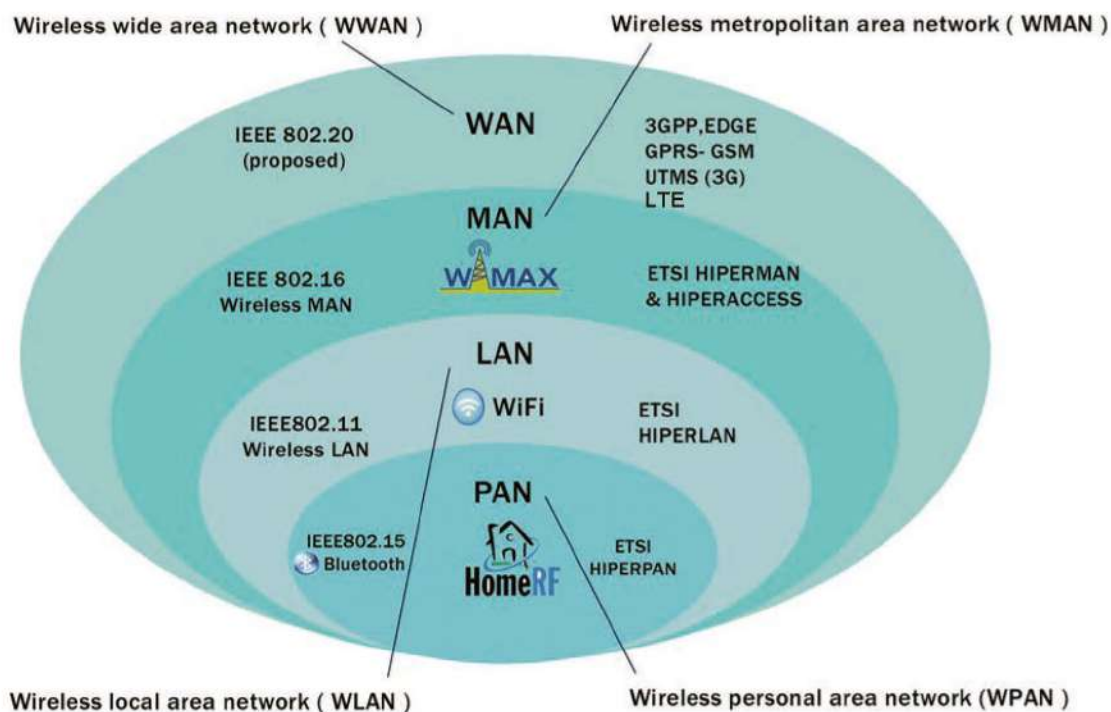 Wireless wide area network ( WWAN )
Wireless metropolitan area network ( WMAN )
WAN
IEEE 802.20
(proposed)
3GPP,EDGE
GPRS- GSM
UTMS (3G)
LTE
MAN
WiMAX
IEEE 802.16
Wireless MAN
ETSI HIPERMAN
& HIPERACCESS
LAN
WiFi
IEEE802.11
Wireless LAN
ETSI
HIPERLAN
PAN
HomeRF
IEEE802.15
Bluetooth
ETSI
HIPERPAN
Wireless local area network ( WLAN )
Wireless personal area network (WPAN )